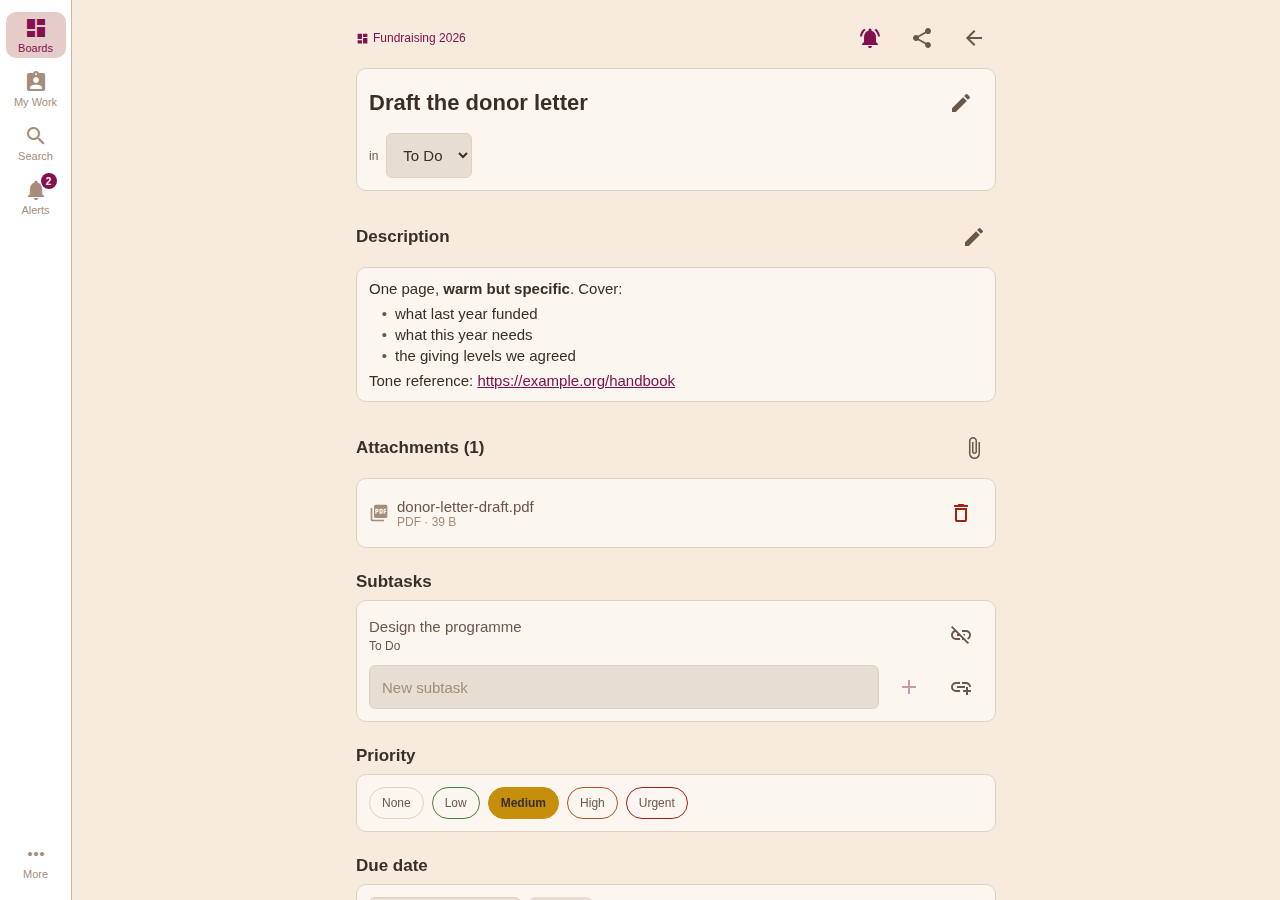 Boards
My Work
Search
2
Alerts
More
Fundraising 2026
Draft the donor letter
in To Do
Description
One page, warm but specific. Cover:
• what last year funded
• what this year needs
• the giving levels we agreed
Tone reference: https://example.org/handbook
Attachments (1)
PDF
donor-letter-draft.pdf
PDF · 39 B
Subtasks
Design the programme
To Do
New subtask
Priority
None Low Medium High Urgent
Due date